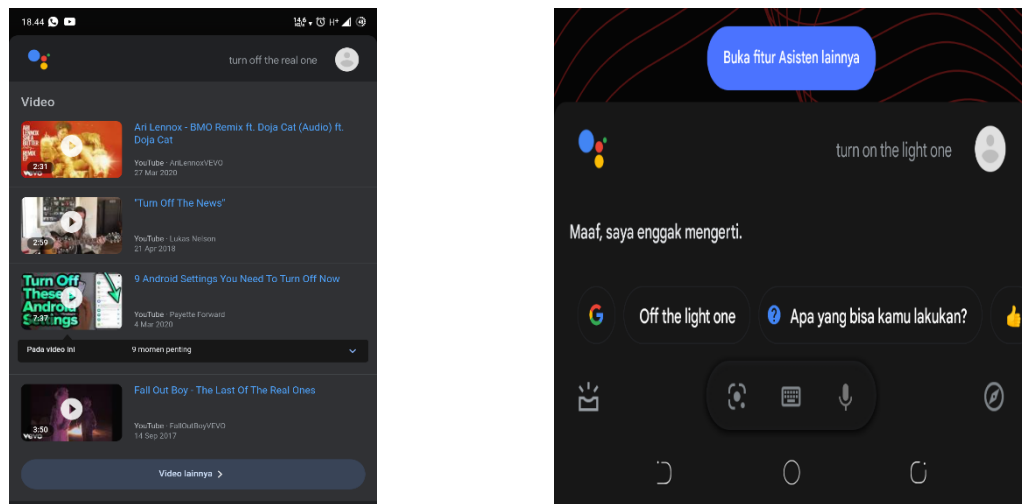 18.44
H+
turn off the real one
Video
Ari Lennox - BMO Remix ft. Doja Cat (Audio) ft.
Doja Cat
YouTube · AriLennoxVEVO
27 Mar 2020
2:31
"Turn Off The News"
YouTube · Lukas Nelson
21 Apr 2018
2:59
Turn Off
These
Android
Settings
7:37
9 Android Settings You Need To Turn Off Now
YouTube · Payette Forward
4 Mar 2020
Pada video ini
9 momen penting
Fall Out Boy - The Last Of The Real Ones
YouTube · FallOutBoyVEVO
14 Sep 2017
3:50
vevo
Video lainnya
Buka fitur Asisten lainnya
turn on the light one
Maaf, saya enggak mengerti.
Off the light one
Apa yang bisa kamu lakukan?